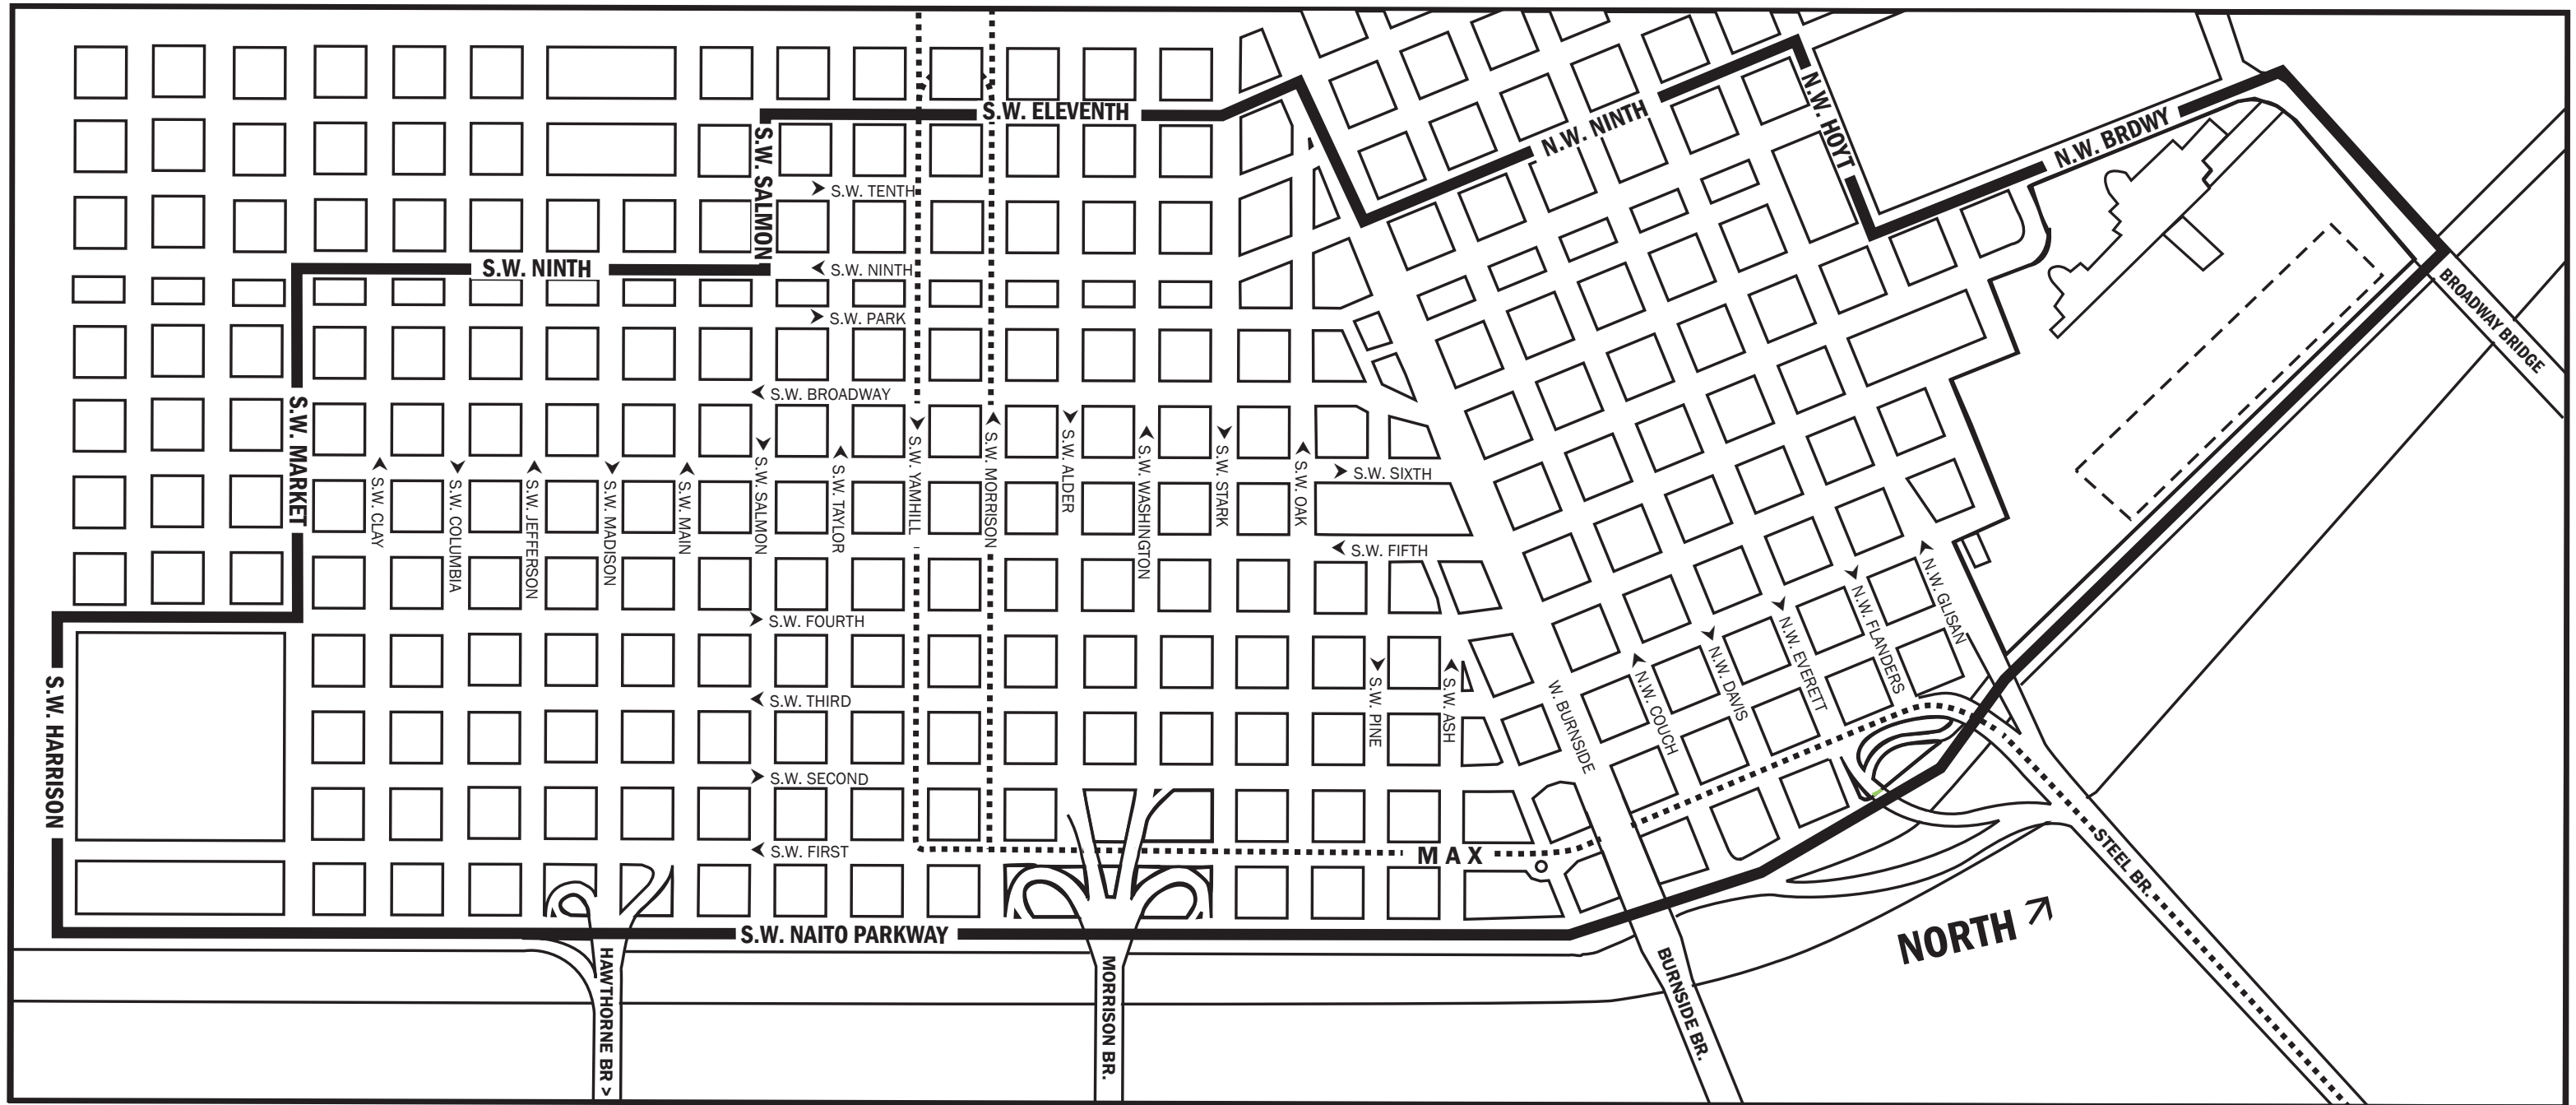 S.W. ELEVENTH
N.W. NINTH
N.W. HOYT
N.W. BRDWY
S.W. SALMON
S.W. TENTH
S.W. NINTH
S.W. NINTH
S.W. PARK
BROADWAY BRIDGE
S.W. BROADWAY
S.W. MARKET
S.W. CLAY
S.W. COLUMBIA
S.W. JEFFERSON
S.W. MADISON
S.W. MAIN
S.W. SALMON
S.W. TAYLOR
S.W. YAMHILL
S.W. MORRISON
S.W. ALDER
S.W. WASHINGTON
S.W. STARK
S.W. OAK
S.W. SIXTH
S.W. FIFTH
S.W. FOURTH
S.W. THIRD
S.W. SECOND
S.W. FIRST
S.W. PINE
S.W. ASH
W. BURNSIDE
N.W. COUCH
N.W. DAVIS
N.W. EVERETT
N.W. FLANDERS
N.W. GLISAN
S.W. HARRISON
MAX
STEEL BR.
S.W. NAITO PARKWAY
NORTH
HAWTHORNE BR >
MORRISON BR.
BURNSIDE BR.